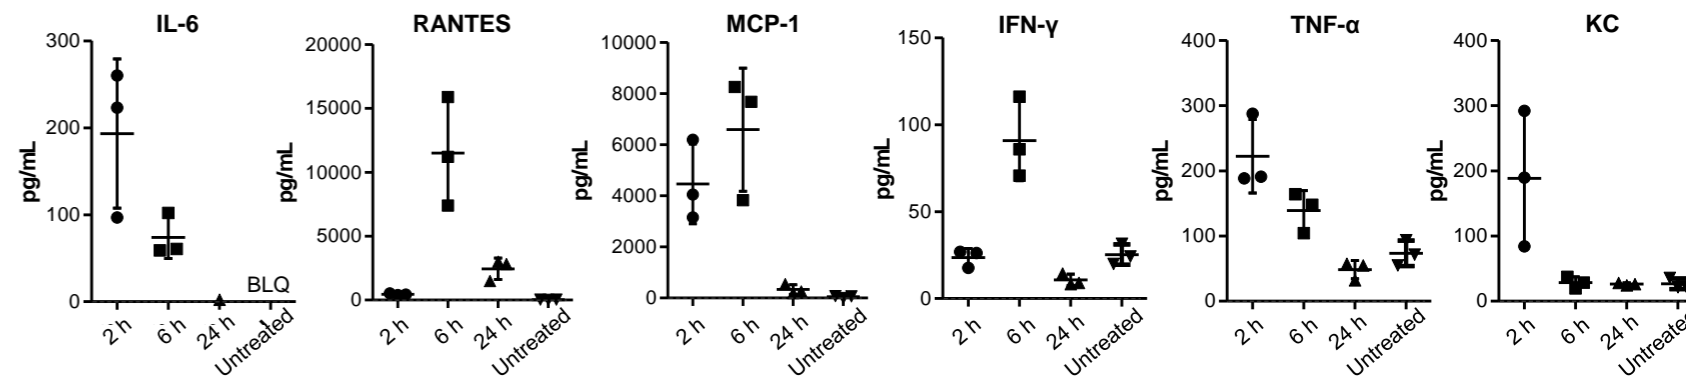 IL-6
pg/mL
300
200
100
0
BLQ
2 h
6 h
24 h
Untreated
RANTES
pg/mL
20000
15000
10000
5000
0
2 h
6 h
24 h
Untreated
MCP-1
pg/mL
10000
8000
6000
4000
2000
0
2 h
6 h
24 h
Untreated
IFN-γ
pg/mL
150
100
50
0
2 h
6 h
24 h
Untreated
TNF-α
pg/mL
400
300
200
100
0
2 h
6 h
24 h
Untreated
KC
pg/mL
400
300
200
100
0
2 h
6 h
24 h
Untreated